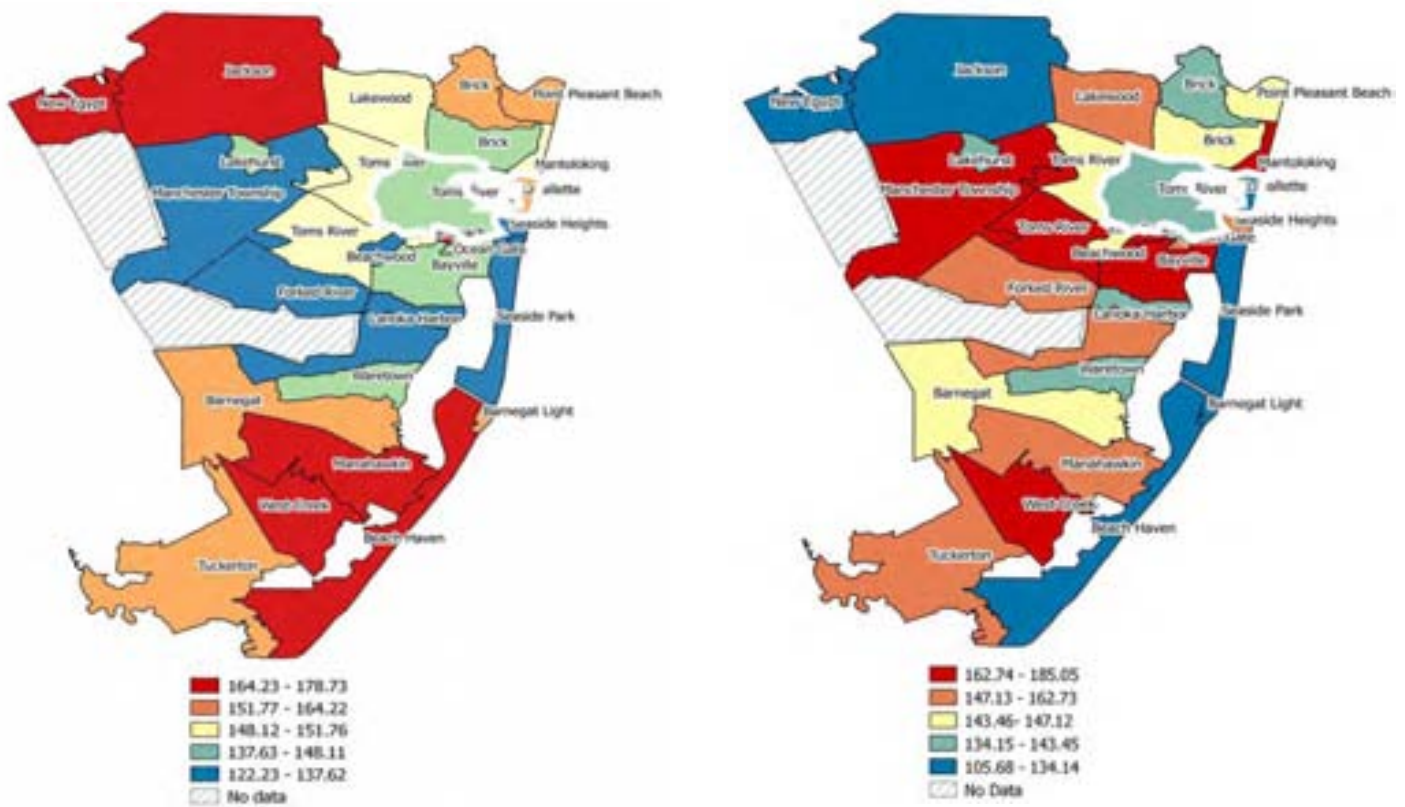 Jackson
New Egypt
Lakewood
Brick
Point Pleasant Beach
Brick
Lakehurst
Toms
Mantoloking
Manchester Township
Toms River
Seaside Heights
Toms River
Beachwood
Bayville
Forked River
Lanoka Harbor
Seaside Park
Waretown
Barnegat
Barnegat Light
Manahawkin
West Creek
Beach Haven
Tuckerton
164.23 - 178.73
151.77 - 164.22
148.12 - 151.76
137.63 - 148.11
122.23 - 137.62
No data
Jackson
New Egypt
Lakewood
Brick
Point Pleasant Beach
Brick
Toms River
Lakehurst
Mantoloking
Manchester Township
Toms River
Seaside Heights
Toms River
Beachwood
Bayville
Forked River
Lanoka Harbor
Seaside Park
Waretown
Barnegat
Barnegat Light
Manahawkin
West Creek
Beach Haven
Tuckerton
162.74 - 185.05
147.13 - 162.73
143.46- 147.12
134.15 - 143.45
105.68 - 134.14
No Data